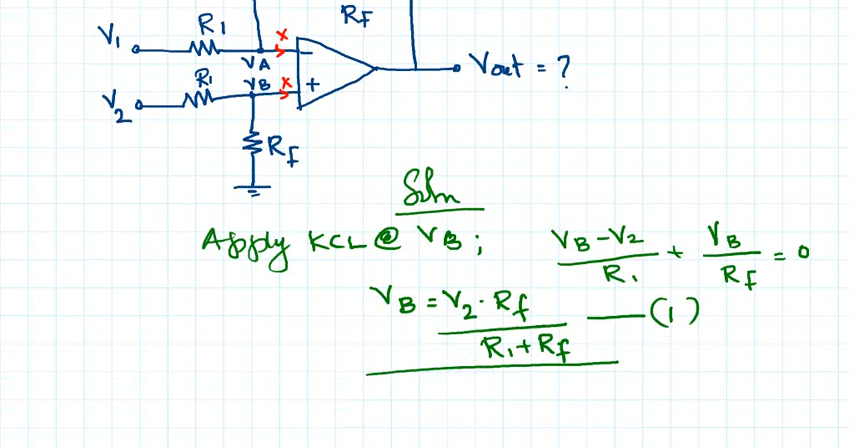 RF
V1 R1 x −
VA
Vout = ?
V2 R1 VB x +
Rf
Soln
Apply KCL @ VB ; VB-V2 / R1 + VB / Rf = 0
VB = V2 . Rf / R1 + Rf —— (1)